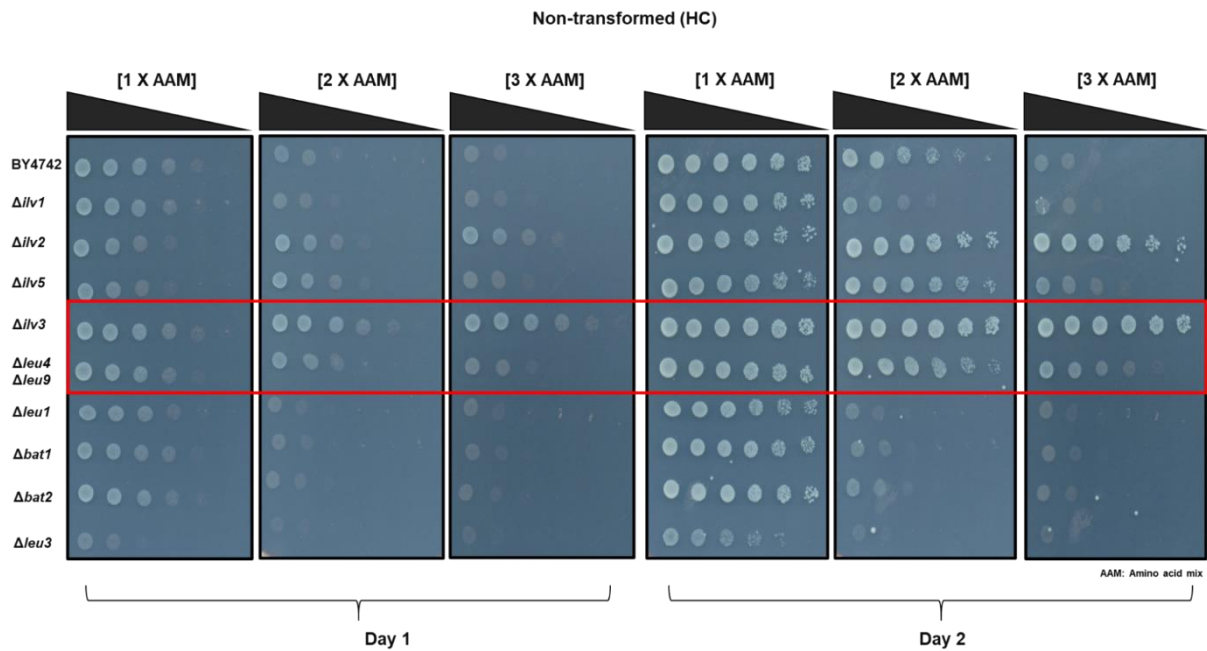 Non-transformed (HC)
[1 X AAM] [2 X AAM] [3 X AAM] [1 X AAM] [2 X AAM] [3 X AAM]
BY4742
Δilv1
Δilv2
Δilv5
Δilv3
Δleu4
Δleu9
Δleu1
Δbat1
Δbat2
Δleu3
AAM: Amino acid mix
Day 1 Day 2